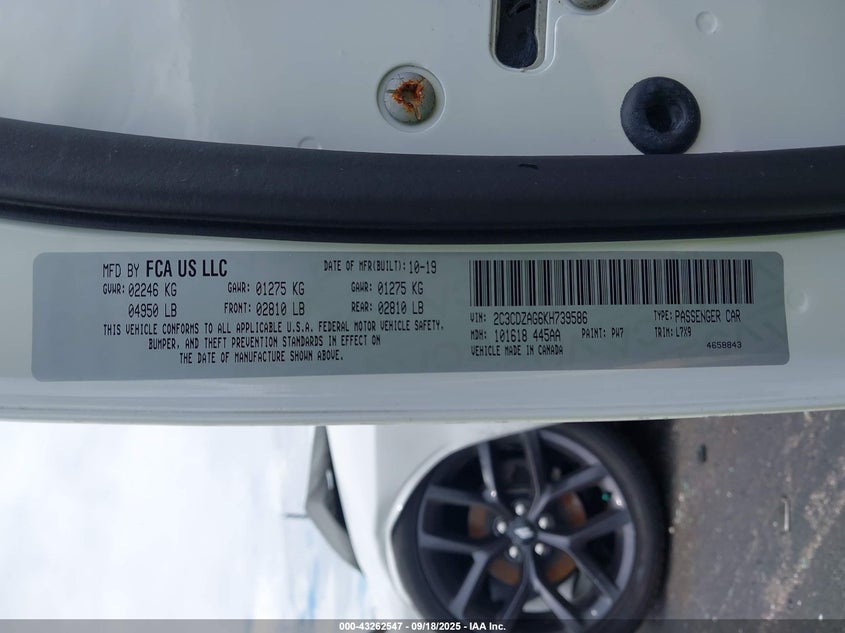 MFD BY FCA US LLC DATE OF MFR(BUILT): 10-19
GVWR: 02246 KG GAWR: 01275 KG GAWR: 01275 KG
04950 LB FRONT: 02810 LB REAR: 02810 LB
THIS VEHICLE CONFORMS TO ALL APPLICABLE U.S.A. FEDERAL MOTOR VEHICLE SAFETY,
BUMPER, AND THEFT PREVENTION STANDARDS IN EFFECT ON
THE DATE OF MANUFACTURE SHOWN ABOVE.
VIN: 2C3CDZAG6KH739586 TYPE: PASSENGER CAR
MDH: 101618 445AA PAINT: PW7 TRIM: L7X9
VEHICLE MADE IN CANADA 4658843
000-43262547 - 09/18/2025 - IAA Inc.